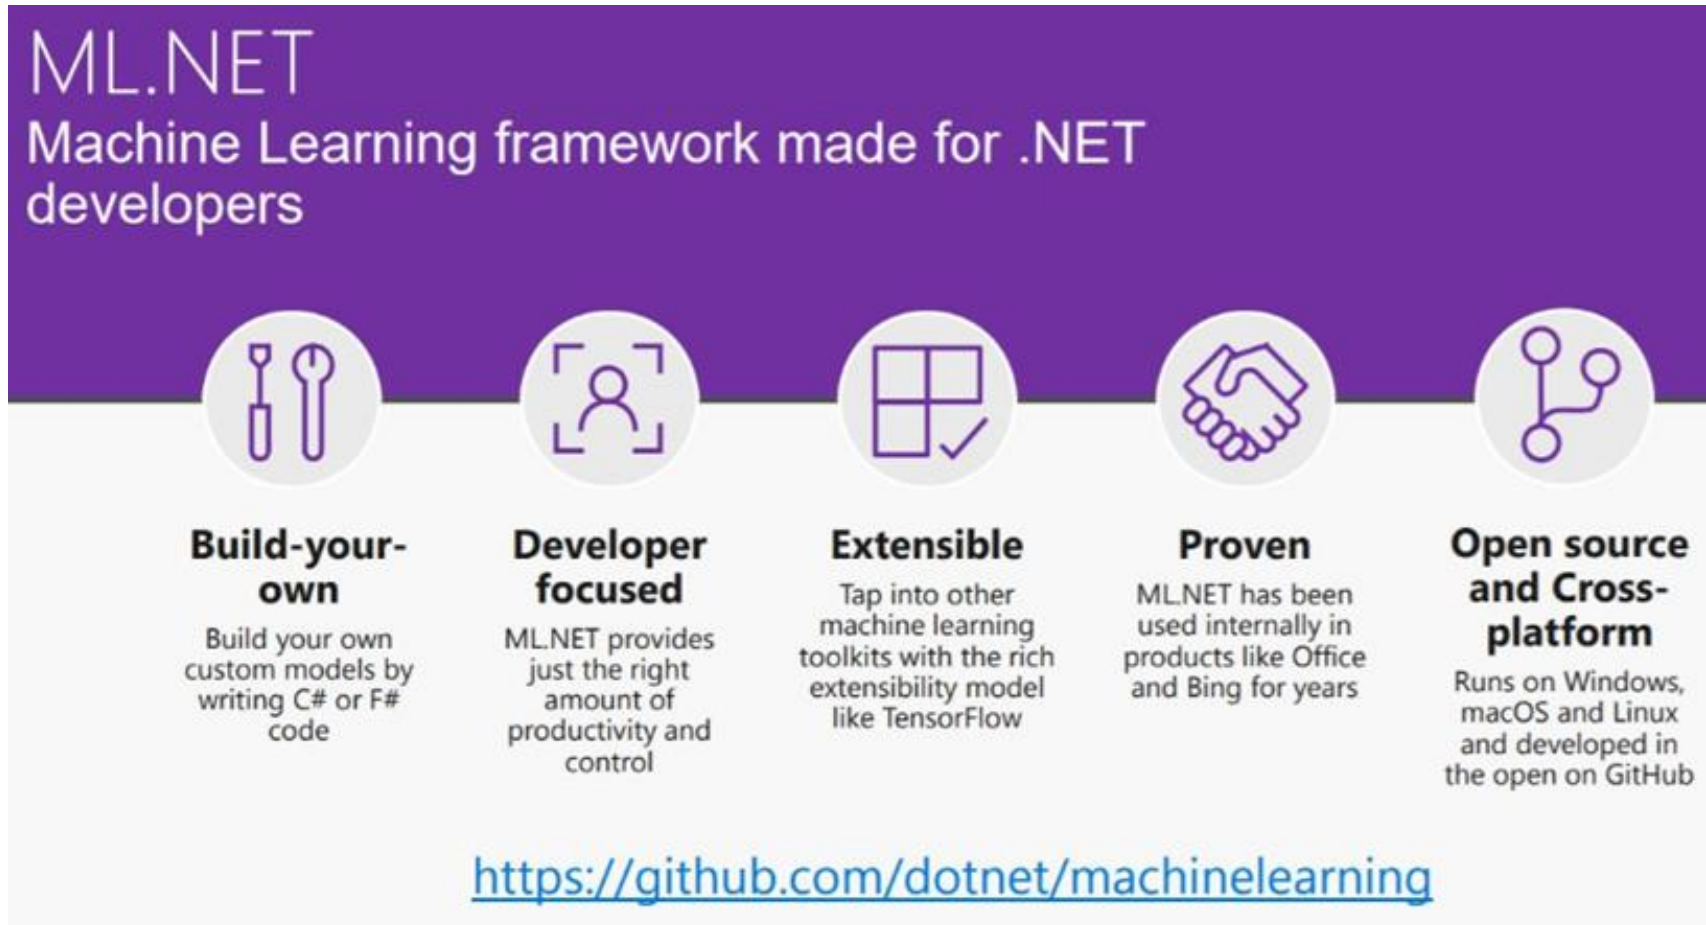 ML.NET
Machine Learning framework made for .NET
developers
Build-your-
own
Build your own
custom models by
writing C# or F#
code
Developer
focused
ML.NET provides
just the right
amount of
productivity and
control
Extensible
Tap into other
machine learning
toolkits with the rich
extensibility model
like TensorFlow
Proven
ML.NET has been
used internally in
products like Office
and Bing for years
Open source
and Cross-
platform
Runs on Windows,
macOS and Linux
and developed in
the open on GitHub
https://github.com/dotnet/machinelearning